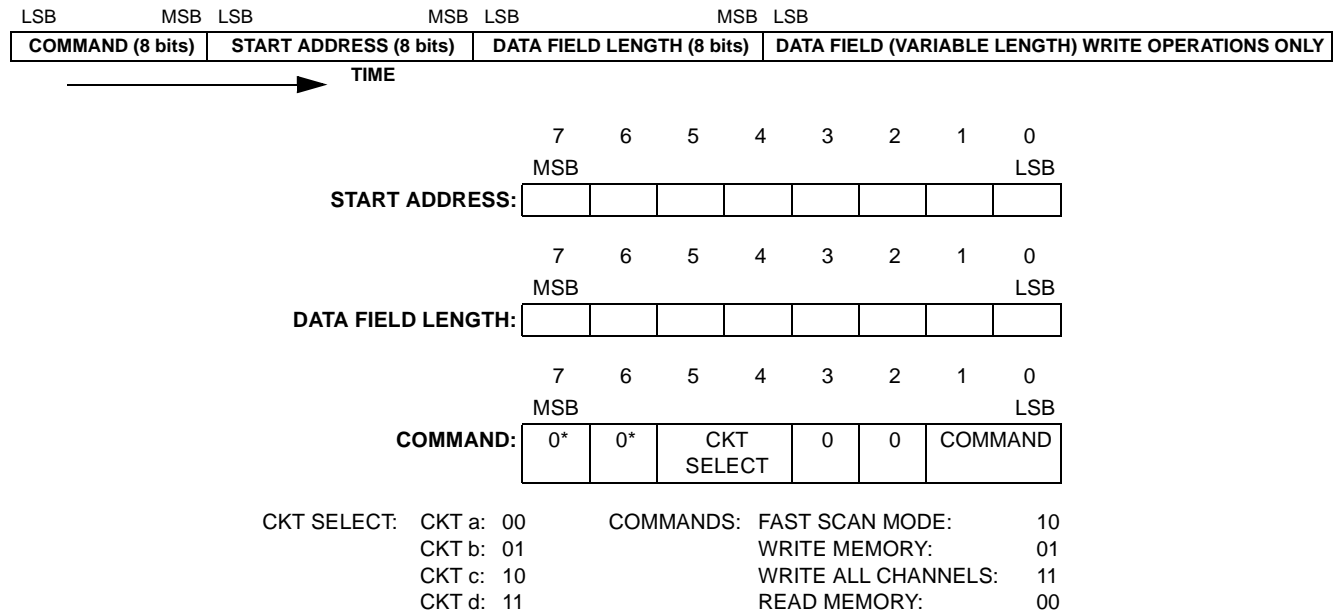 LSB MSB LSB MSB LSB MSB LSB
COMMAND (8 bits) START ADDRESS (8 bits) DATA FIELD LENGTH (8 bits) DATA FIELD (VARIABLE LENGTH) WRITE OPERATIONS ONLY
TIME
7 6 5 4 3 2 1 0
MSB LSB
START ADDRESS:
7 6 5 4 3 2 1 0
MSB LSB
DATA FIELD LENGTH:
7 6 5 4 3 2 1 0
MSB LSB
COMMAND: 0* 0* CKT 0 0 COMMAND
SELECT
CKT SELECT: CKT a: 00 COMMANDS: FAST SCAN MODE: 10
CKT b: 01 WRITE MEMORY: 01
CKT c: 10 WRITE ALL CHANNELS: 11
CKT d: 11 READ MEMORY: 00